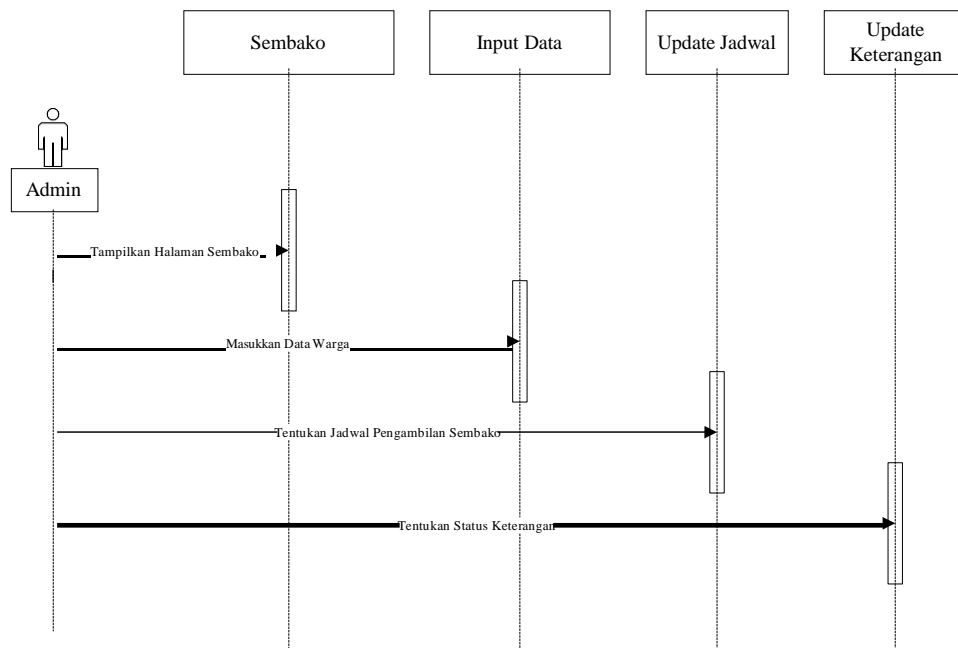 Sembako
Input Data
Update Jadwal
Update
Keterangan
Admin
Tampilkan Halaman Sembako
Masukkan Data Warga
Tentukan Jadwal Pengambilan Sembako
Tentukan Status Keterangan